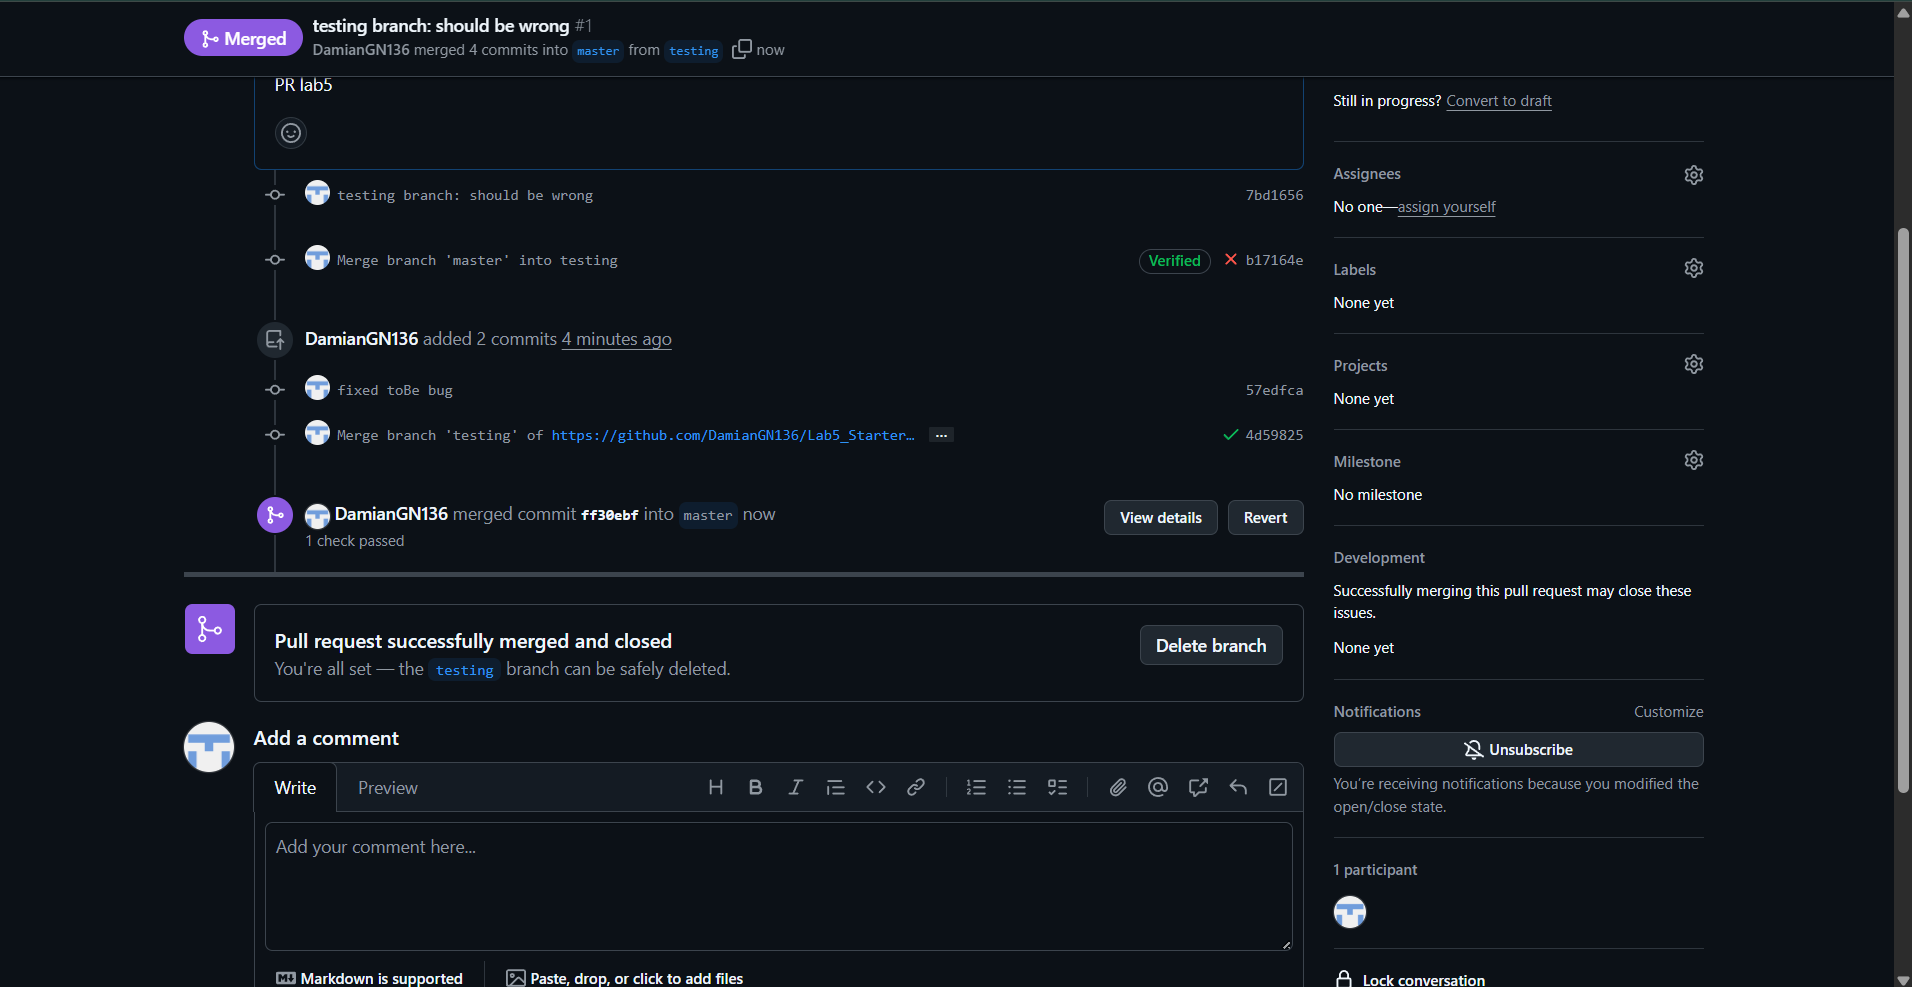 Merged
testing branch: should be wrong #1
DamianGN136 merged 4 commits into master from testing now
PR lab5
testing branch: should be wrong 7bd1656
Merge branch 'master' into testing Verified b17164e
DamianGN136 added 2 commits 4 minutes ago
fixed toBe bug 57edfca
Merge branch 'testing' of https://github.com/DamianGN136/Lab5_Starter… ... 4d59825
DamianGN136 merged commit ff30ebf into master now
1 check passed
View details
Revert
Pull request successfully merged and closed
You're all set — the testing branch can be safely deleted.
Delete branch
Add a comment
Write
Preview
Add your comment here...
Markdown is supported
Paste, drop, or click to add files
Still in progress? Convert to draft
Assignees
No one—assign yourself
Labels
None yet
Projects
None yet
Milestone
No milestone
Development
Successfully merging this pull request may close these
issues.
None yet
Notifications Customize
Unsubscribe
You're receiving notifications because you modified the
open/close state.
1 participant
Lock conversation